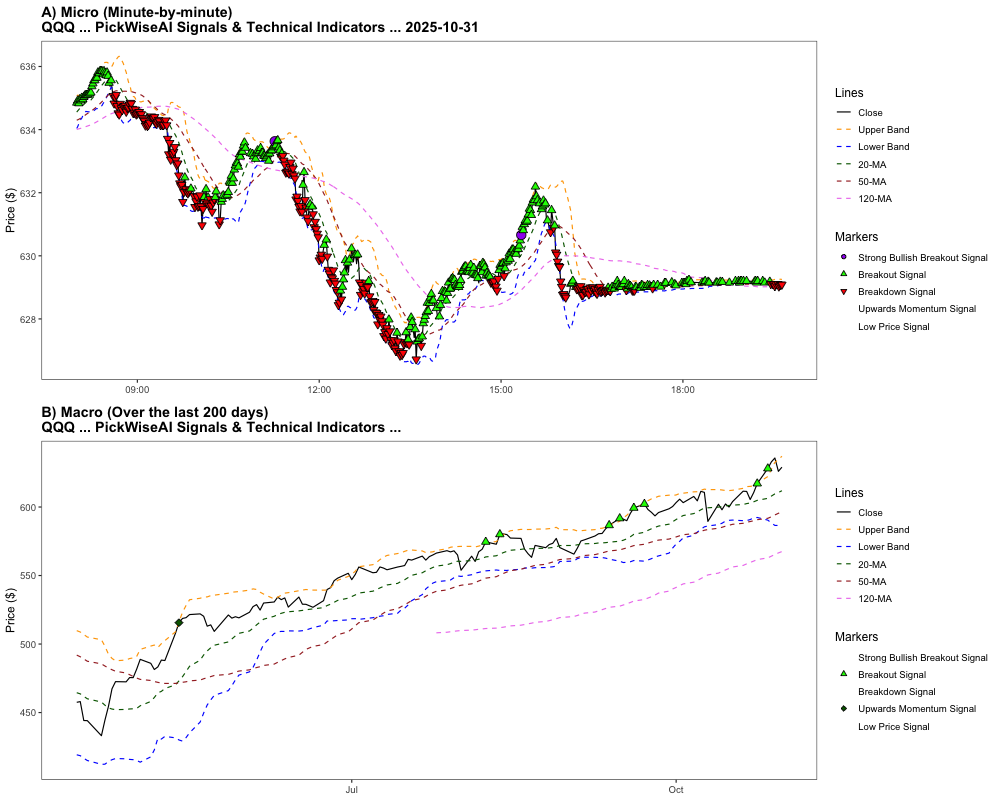 A) Micro (Minute-by-minute)
QQQ ... PickWiseAI Signals & Technical Indicators ... 2025-10-31
Price ($)
636
634
632
630
628
09:00
12:00
15:00
18:00
Lines
Close
Upper Band
Lower Band
20-MA
50-MA
120-MA
Markers
Strong Bullish Breakout Signal
Breakout Signal
Breakdown Signal
Upwards Momentum Signal
Low Price Signal
B) Macro (Over the last 200 days)
QQQ ... PickWiseAI Signals & Technical Indicators ...
Price ($)
600
550
500
450
Jul
Oct
Lines
Close
Upper Band
Lower Band
20-MA
50-MA
120-MA
Markers
Strong Bullish Breakout Signal
Breakout Signal
Breakdown Signal
Upwards Momentum Signal
Low Price Signal